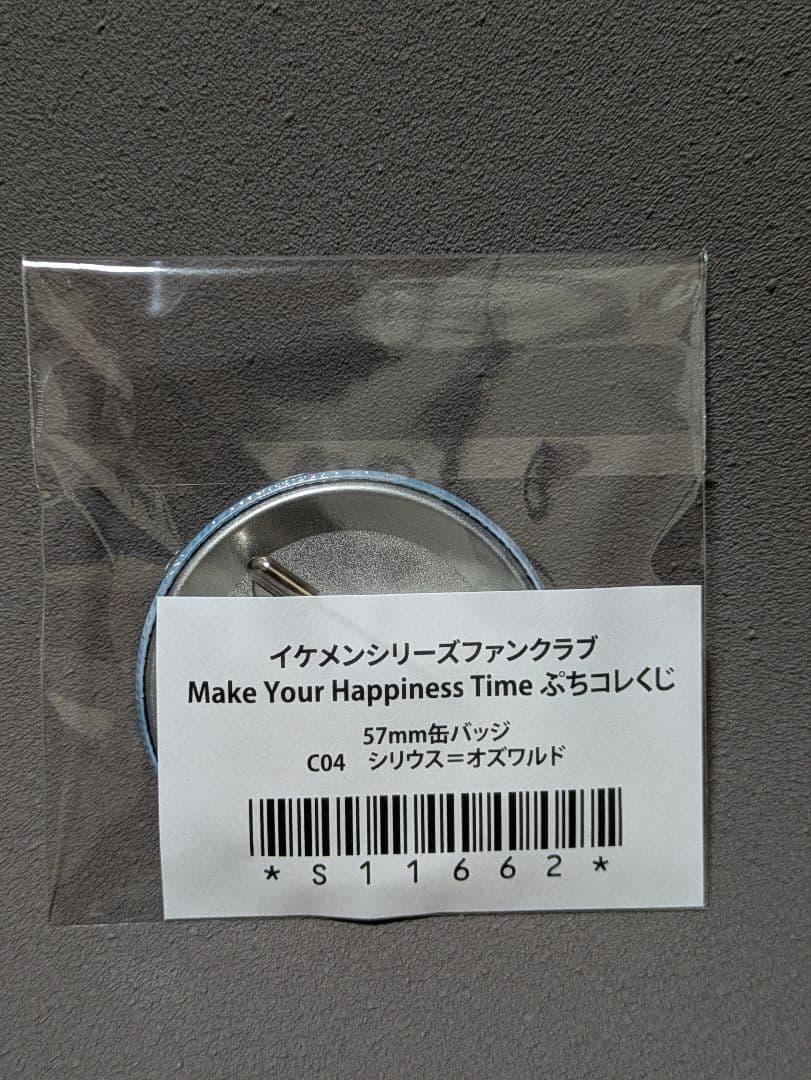 イケメンシリーズファンクラブ
Make Your Happiness Time ぷちコレくじ
57mm缶バッジ
C04　シリウス＝オズワルド
*S11662*